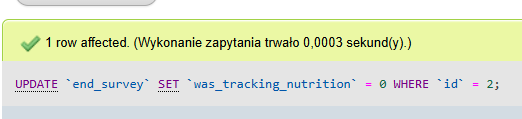 1 row affected. (Wykonanie zapytania trwało 0,0003 sekund(y).)
UPDATE `end_survey` SET `was_tracking_nutrition` = 0 WHERE `id` = 2;